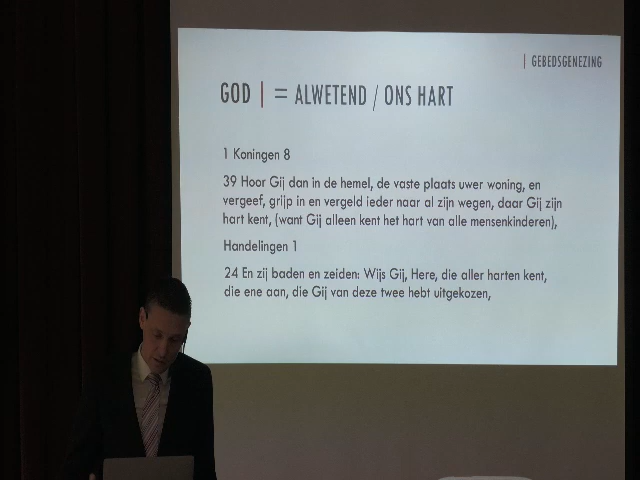 | GEBEDSGENEZING
GOD | = ALWETEND / ONS HART
1 Koningen 8
39 Hoor Gij dan in de hemel, de vaste plaats uwer woning, en
vergeef, grijp in en vergeld ieder naar al zijn wegen, daar Gij zijn
hart kent, (want Gij alleen kent het hart van alle mensenkinderen),
Handelingen 1
24 En zij baden en zeiden: Wijs Gij, Here, die aller harten kent,
die ene aan, die Gij van deze twee hebt uitgekozen,